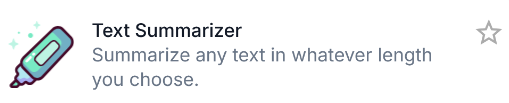 Text Summarizer
Summarize any text in whatever length
you choose.